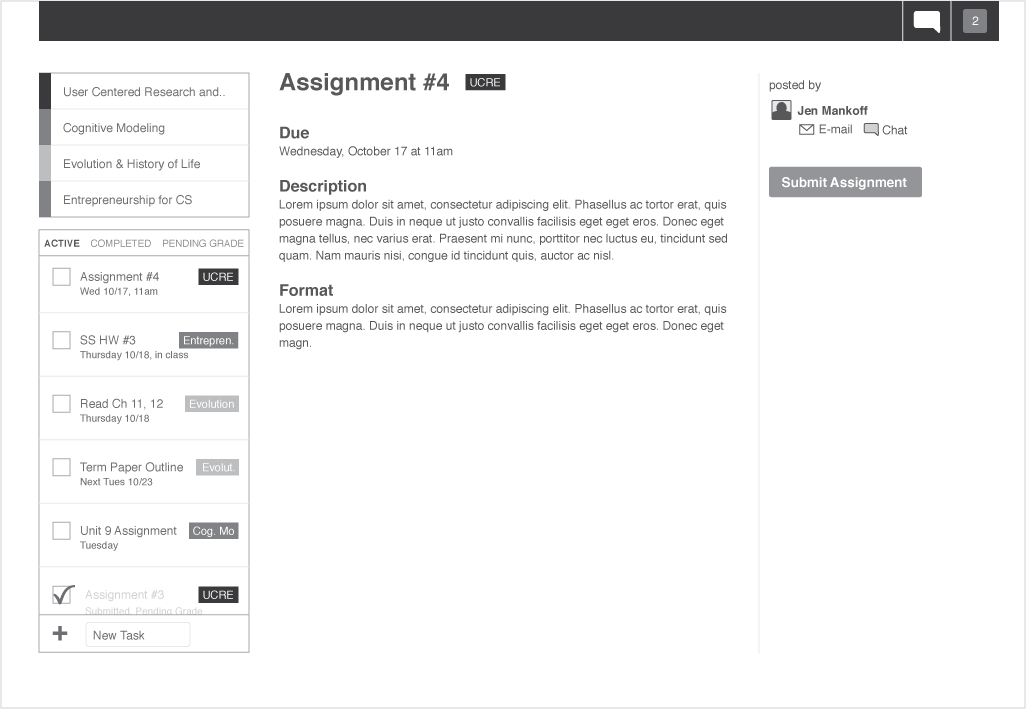 2
User Centered Research and..
Cognitive Modeling
Evolution & History of Life
Entrepreneurship for CS
ACTIVE COMPLETED PENDING GRADE
Assignment #4 UCRE
Wed 10/17, 11am
SS HW #3 Entrepren.
Thursday 10/18, in class
Read Ch 11, 12 Evolution
Thursday 10/18
Term Paper Outline Evolut.
Next Tues 10/23
Unit 9 Assignment Cog. Mo
Tuesday
Assignment #3 UCRE
Submitted, Pending Grade
New Task
Assignment #4 UCRE
Due
Wednesday, October 17 at 11am
Description
Lorem ipsum dolor sit amet, consectetur adipiscing elit. Phasellus ac tortor erat, quis
posuere magna. Duis in neque ut justo convallis facilisis eget eget eros. Donec eget
magna tellus, nec varius erat. Praesent mi nunc, porttitor nec luctus eu, tincidunt sed
quam. Nam mauris nisi, congue id tincidunt quis, auctor ac nisl.
Format
Lorem ipsum dolor sit amet, consectetur adipiscing elit. Phasellus ac tortor erat, quis
posuere magna. Duis in neque ut justo convallis facilisis eget eget eros. Donec eget
magn.
posted by
Jen Mankoff
E-mail Chat
Submit Assignment